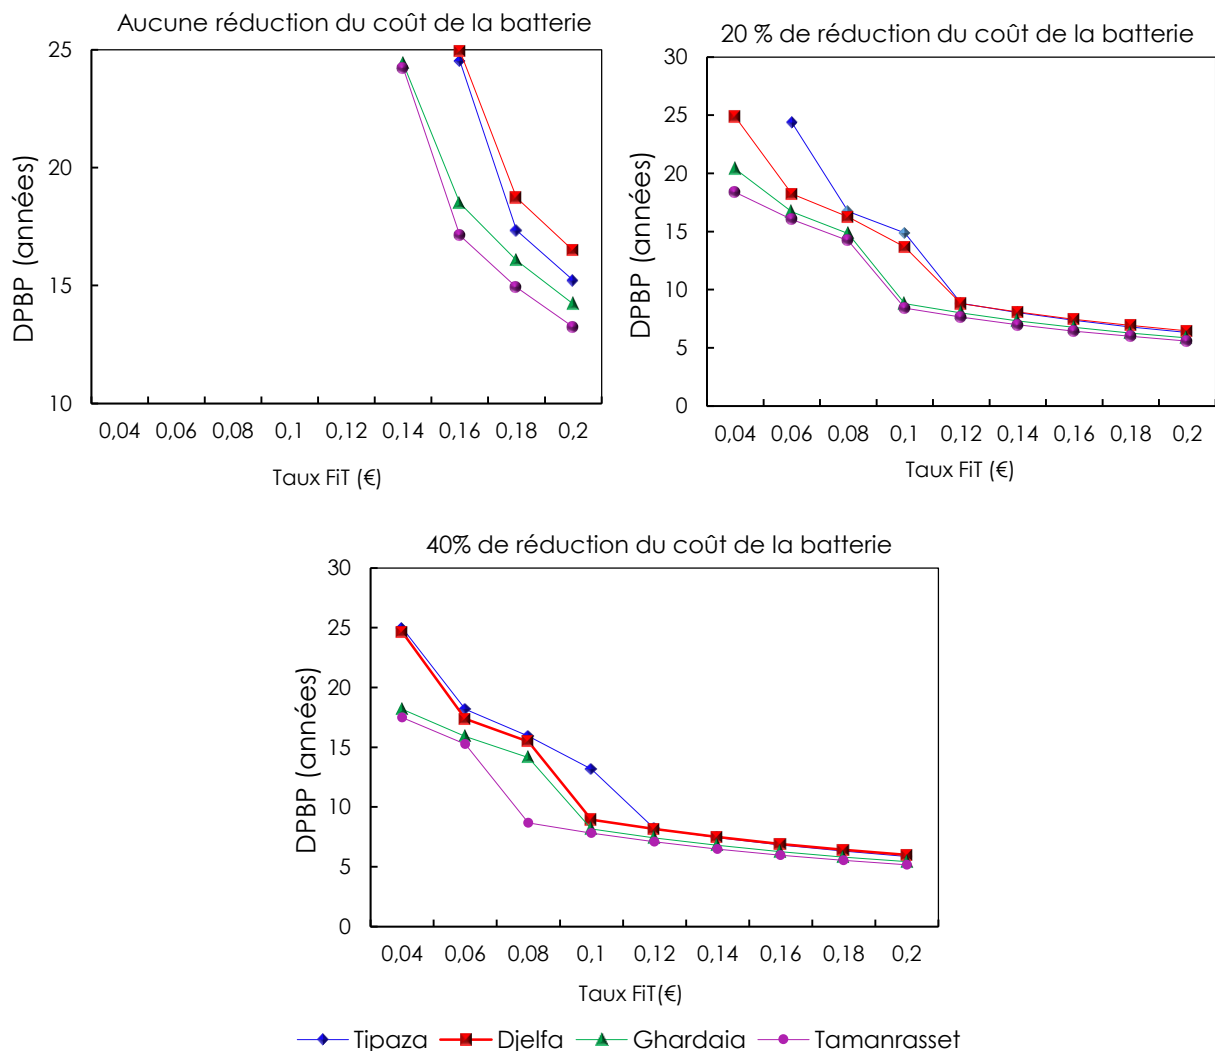 Aucune réduction du coût de la batterie
25
20
15
10
DPBP (années)
0,04 0,06 0,08 0,1 0,12 0,14 0,16 0,18 0,2
Taux FiT (€)
20 % de réduction du coût de la batterie
30
25
20
15
10
5
0
DPBP (années)
0,04 0,06 0,08 0,1 0,12 0,14 0,16 0,18 0,2
Taux FiT (€)
40% de réduction du coût de la batterie
30
25
20
15
10
5
0
DPBP (années)
0,04 0,06 0,08 0,1 0,12 0,14 0,16 0,18 0,2
Taux FiT(€)
Tipaza Djelfa Ghardaia Tamanrasset